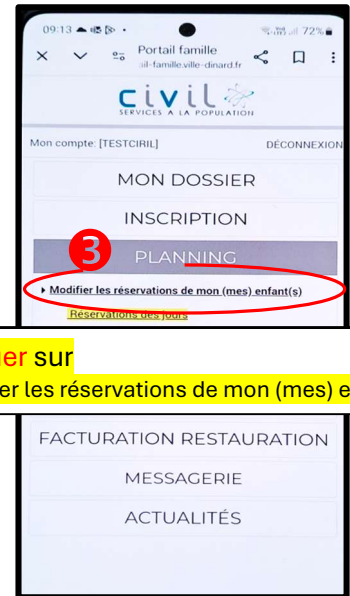 09:13
72%
Portail famille
ail-famille.ville-dinard.fr
civil
SERVICES A LA POPULATION
Mon compte: [TESTCIRIL] DÉCONNEXION
MON DOSSIER
INSCRIPTION
3 PLANNING
Modifier les réservations de mon (mes) enfant(s)
Réservations des jours
er sur
er les réservations de mon (mes) e
FACTURATION RESTAURATION
MESSAGERIE
ACTUALITÉS